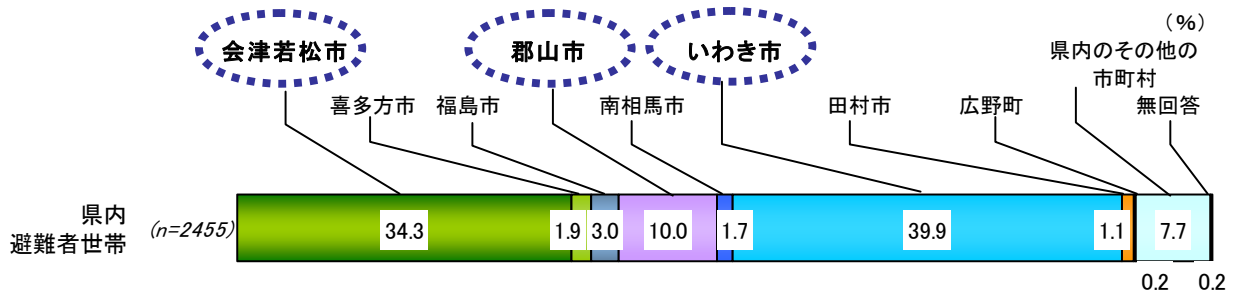 （%）
会津若松市
郡山市
いわき市
県内のその他の
市町村
喜多方市
福島市
南相馬市
田村市
広野町
無回答
県内
避難者世帯
(n=2455)
34.3
1.9
3.0
10.0
1.7
39.9
1.1
7.7
0.2
0.2